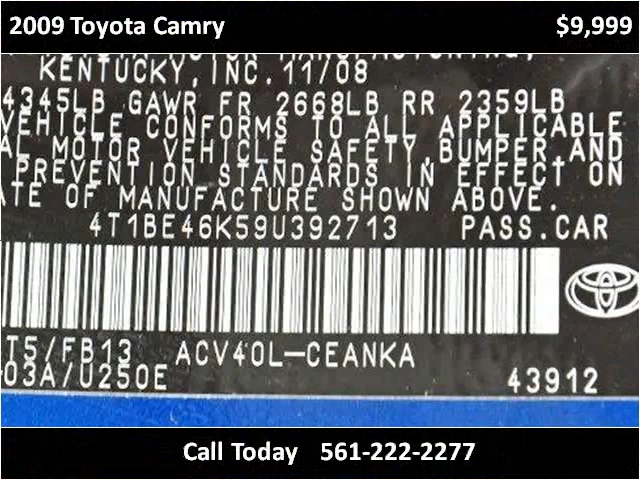 2009 Toyota Camry $9,999
KENTUCKY, INC. 11/08
4345LB GAWR FR 2668LB RR 2359LB
VEHICLE CONFORMS TO ALL APPLICABLE
AL MOTOR VEHICLE SAFETY, BUMPER, AND
PREVENTION STANDARDS IN EFFECT ON
TE OF MANUFACTURE SHOWN ABOVE.
4T1BE46K59U392713 PASS.CAR
T5/FB13 ACV40L-CEANKA
-03A/U250E 43912
Call Today 561-222-2277